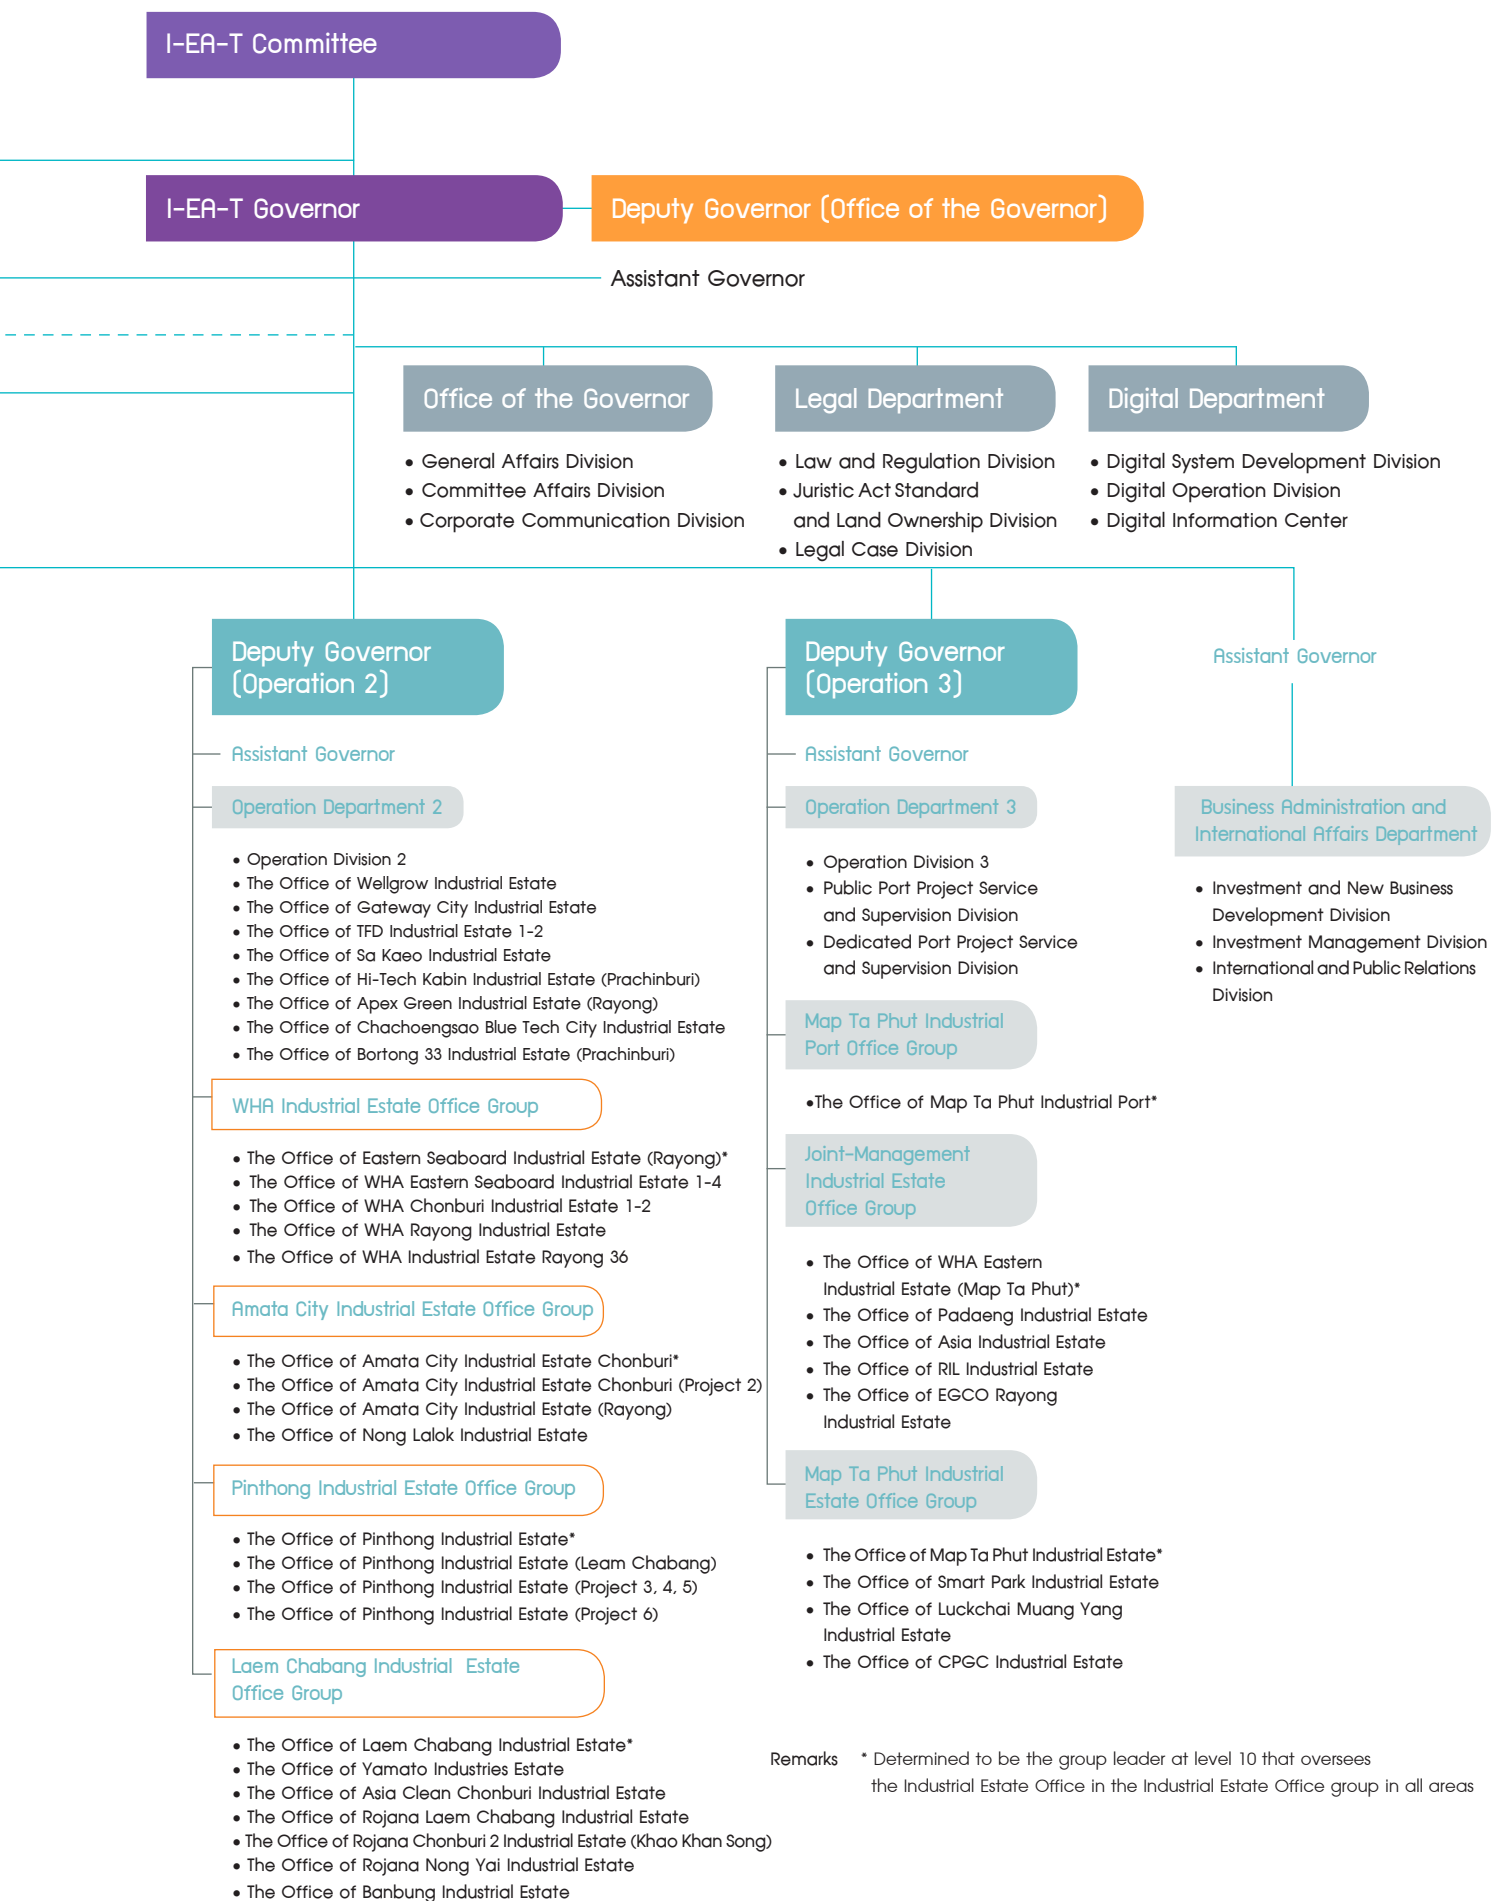 I-EA-T Committee
I-EA-T Governor
Deputy Governor (Office of the Governor)
Assistant Governor
Office of the Governor
• General Affairs Division
• Committee Affairs Division
• Corporate Communication Division
Legal Department
• Law and Regulation Division
• Juristic Act Standard
and Land Ownership Division
• Legal Case Division
Digital Department
• Digital System Development Division
• Digital Operation Division
• Digital Information Center
Deputy Governor
(Operation 2)
Assistant Governor
Operation Department 2
• Operation Division 2
• The Office of Wellgrow Industrial Estate
• The Office of Gateway City Industrial Estate
• The Office of TFD Industrial Estate 1-2
• The Office of Sa Kaeo Industrial Estate
• The Office of Hi-Tech Kabin Industrial Estate (Prachinburi)
• The Office of Apex Green Industrial Estate (Rayong)
• The Office of Chachoengsao Blue Tech City Industrial Estate
• The Office of Bortong 33 Industrial Estate (Prachinburi)
WHA Industrial Estate Office Group
• The Office of Eastern Seaboard Industrial Estate (Rayong)*
• The Office of WHA Eastern Seaboard Industrial Estate 1-4
• The Office of WHA Chonburi Industrial Estate 1-2
• The Office of WHA Rayong Industrial Estate
• The Office of WHA Industrial Estate Rayong 36
Amata City Industrial Estate Office Group
• The Office of Amata City Industrial Estate Chonburi*
• The Office of Amata City Industrial Estate Chonburi (Project 2)
• The Office of Amata City Industrial Estate (Rayong)
• The Office of Nong Lalok Industrial Estate
Pinthong Industrial Estate Office Group
• The Office of Pinthong Industrial Estate*
• The Office of Pinthong Industrial Estate (Leam Chabang)
• The Office of Pinthong Industrial Estate (Project 3, 4, 5)
• The Office of Pinthong Industrial Estate (Project 6)
Laem Chabang Industrial Estate
Office Group
• The Office of Laem Chabang Industrial Estate*
• The Office of Yamato Industries Estate
• The Office of Asia Clean Chonburi Industrial Estate
• The Office of Rojana Laem Chabang Industrial Estate
• The Office of Rojana Chonburi 2 Industrial Estate (Khao Khan Song)
• The Office of Rojana Nong Yai Industrial Estate
• The Office of Banbung Industrial Estate
Deputy Governor
(Operation 3)
Assistant Governor
Operation Department 3
• Operation Division 3
• Public Port Project Service
and Supervision Division
• Dedicated Port Project Service
and Supervision Division
Map Ta Phut Industrial
Port Office Group
•The Office of Map Ta Phut Industrial Port*
Joint-Management
Industrial Estate
Office Group
• The Office of WHA Eastern
Industrial Estate (Map Ta Phut)*
• The Office of Padaeng Industrial Estate
• The Office of Asia Industrial Estate
• The Office of RIL Industrial Estate
• The Office of EGCO Rayong
Industrial Estate
Map Ta Phut Industrial
Estate Office Group
• The Office of Map Ta Phut Industrial Estate*
• The Office of Smart Park Industrial Estate
• The Office of Luckchai Muang Yang
Industrial Estate
• The Office of CPGC Industrial Estate
Assistant Governor
Business Administration and
International Affairs Department
• Investment and New Business
Development Division
• Investment Management Division
• International and Public Relations
Division
Remarks * Determined to be the group leader at level 10 that oversees
the Industrial Estate Office in the Industrial Estate Office group in all areas